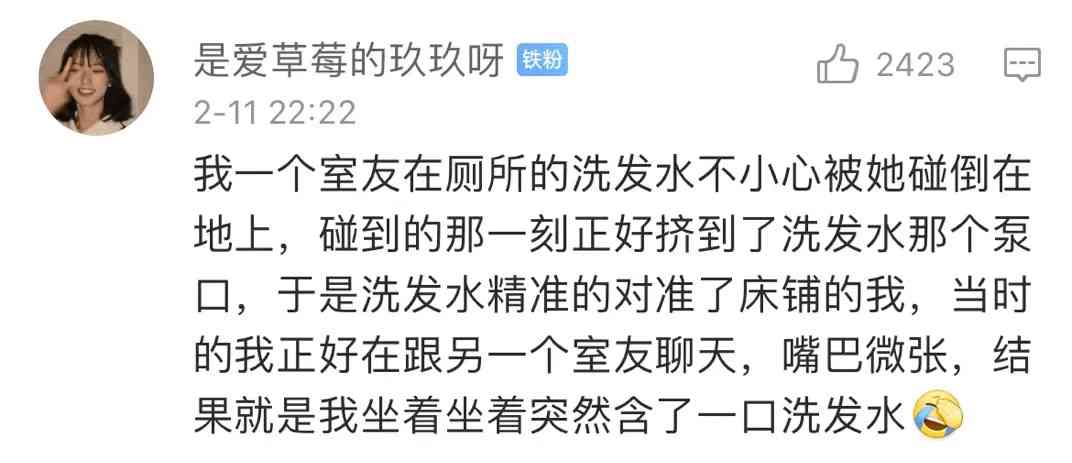 是爱草莓的玖玖呀 铁粉 2423
2-11 22:22
我一个室友在厕所的洗发水不小心被她碰倒在
地上，碰到的那一刻正好挤到了洗发水那个泵
口，于是洗发水精准的对准了床铺的我，当时
的我正好在跟另一个室友聊天，嘴巴微张，结
果就是我坐着坐着突然含了一口洗发水🤣